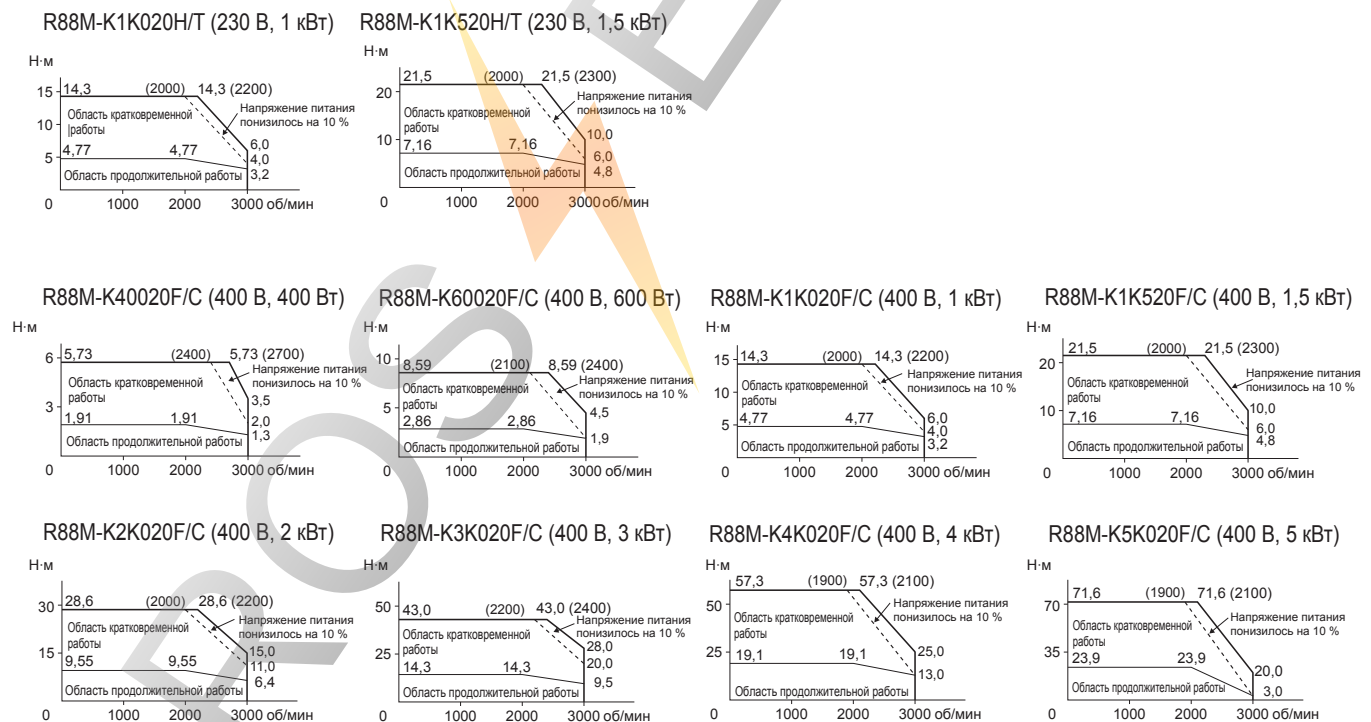 R88M-K1K020H/T (230 В, 1 кВт)
Н·м
15
10
5
14,3
(2000)
14,3 (2200)
Напряжение питания
понизилось на 10 %
Область кратковременной
|работы
4,77
4,77
6,0
4,0
3,2
Область продолжительной работы
0
1000
2000
3000 об/мин
R88M-K1K520H/T (230 В, 1,5 кВт)
Н·м
20
10
21,5
(2000)
21,5 (2300)
Напряжение питания
понизилось на 10 %
Область кратковременной
работы
7,16
7,16
10,0
6,0
4,8
Область продолжительной работы
0
1000
2000
3000 об/мин
R88M-K40020F/C (400 В, 400 Вт)
Н·м
6
3
5,73
(2400)
5,73 (2700)
Напряжение питания
понизилось на 10 %
Область кратковременной
работы
1,91
1,91
3,5
2,0
1,3
Область продолжительной работы
0
1000
2000
3000 об/мин
R88M-K60020F/C (400 В, 600 Вт)
Н·м
10
5
8,59
(2100)
8,59 (2400)
Напряжение питания
понизилось на 10 %
Область кратковременной
работы
2,86
2,86
4,5
1,9
Область продолжительной работы
0
1000
2000
3000 об/мин
R88M-K1K020F/C (400 В, 1 кВт)
Н·м
15
10
5
14,3
(2000)
14,3 (2200)
Напряжение питания
понизилось на 10 %
Область кратковременной
работы
4,77
4,77
6,0
4,0
3,2
Область продолжительной работы
0
1000
2000
3000 об/мин
R88M-K1K520F/C (400 В, 1,5 кВт)
Н·м
20
10
21,5
(2000)
21,5 (2300)
Напряжение питания
понизилось на 10 %
Область кратковременной
работы
7,16
7,16
10,0
6,0
4,8
Область продолжительной работы
0
1000
2000
3000 об/мин
R88M-K2K020F/C (400 В, 2 кВт)
Н·м
30
15
28,6
(2000)
28,6 (2200)
Напряжение питания
понизилось на 10 %
Область кратковременной
работы
9,55
9,55
15,0
11,0
6,4
Область продолжительной работы
0
1000
2000
3000 об/мин
R88M-K3K020F/C (400 В, 3 кВт)
Н·м
50
25
43,0
(2200)
43,0 (2400)
Напряжение питания
понизилось на 10 %
Область кратковременной
работы
14,3
14,3
28,0
20,0
9,5
Область продолжительной работы
0
1000
2000
3000 об/мин
R88M-K4K020F/C (400 В, 4 кВт)
Н·м
50
25
57,3
(1900)
57,3 (2100)
Напряжение питания
понизилось на 10 %
Область кратковременной
работы
19,1
19,1
25,0
13,0
Область продолжительной работы
0
1000
2000
3000 об/мин
R88M-K5K020F/C (400 В, 5 кВт)
Н·м
70
35
71,6
(1900)
71,6 (2100)
Напряжение питания
понизилось на 10 %
Область кратковременной
работы
23,9
23,9
20,0
3,0
Область продолжительной работы
0
1000
2000
3000 об/мин
ROS